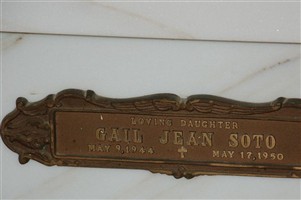 LOVING DAUGHTER
GAIL JEAN SOTO
MAY 9, 1944 MAY 17, 1950